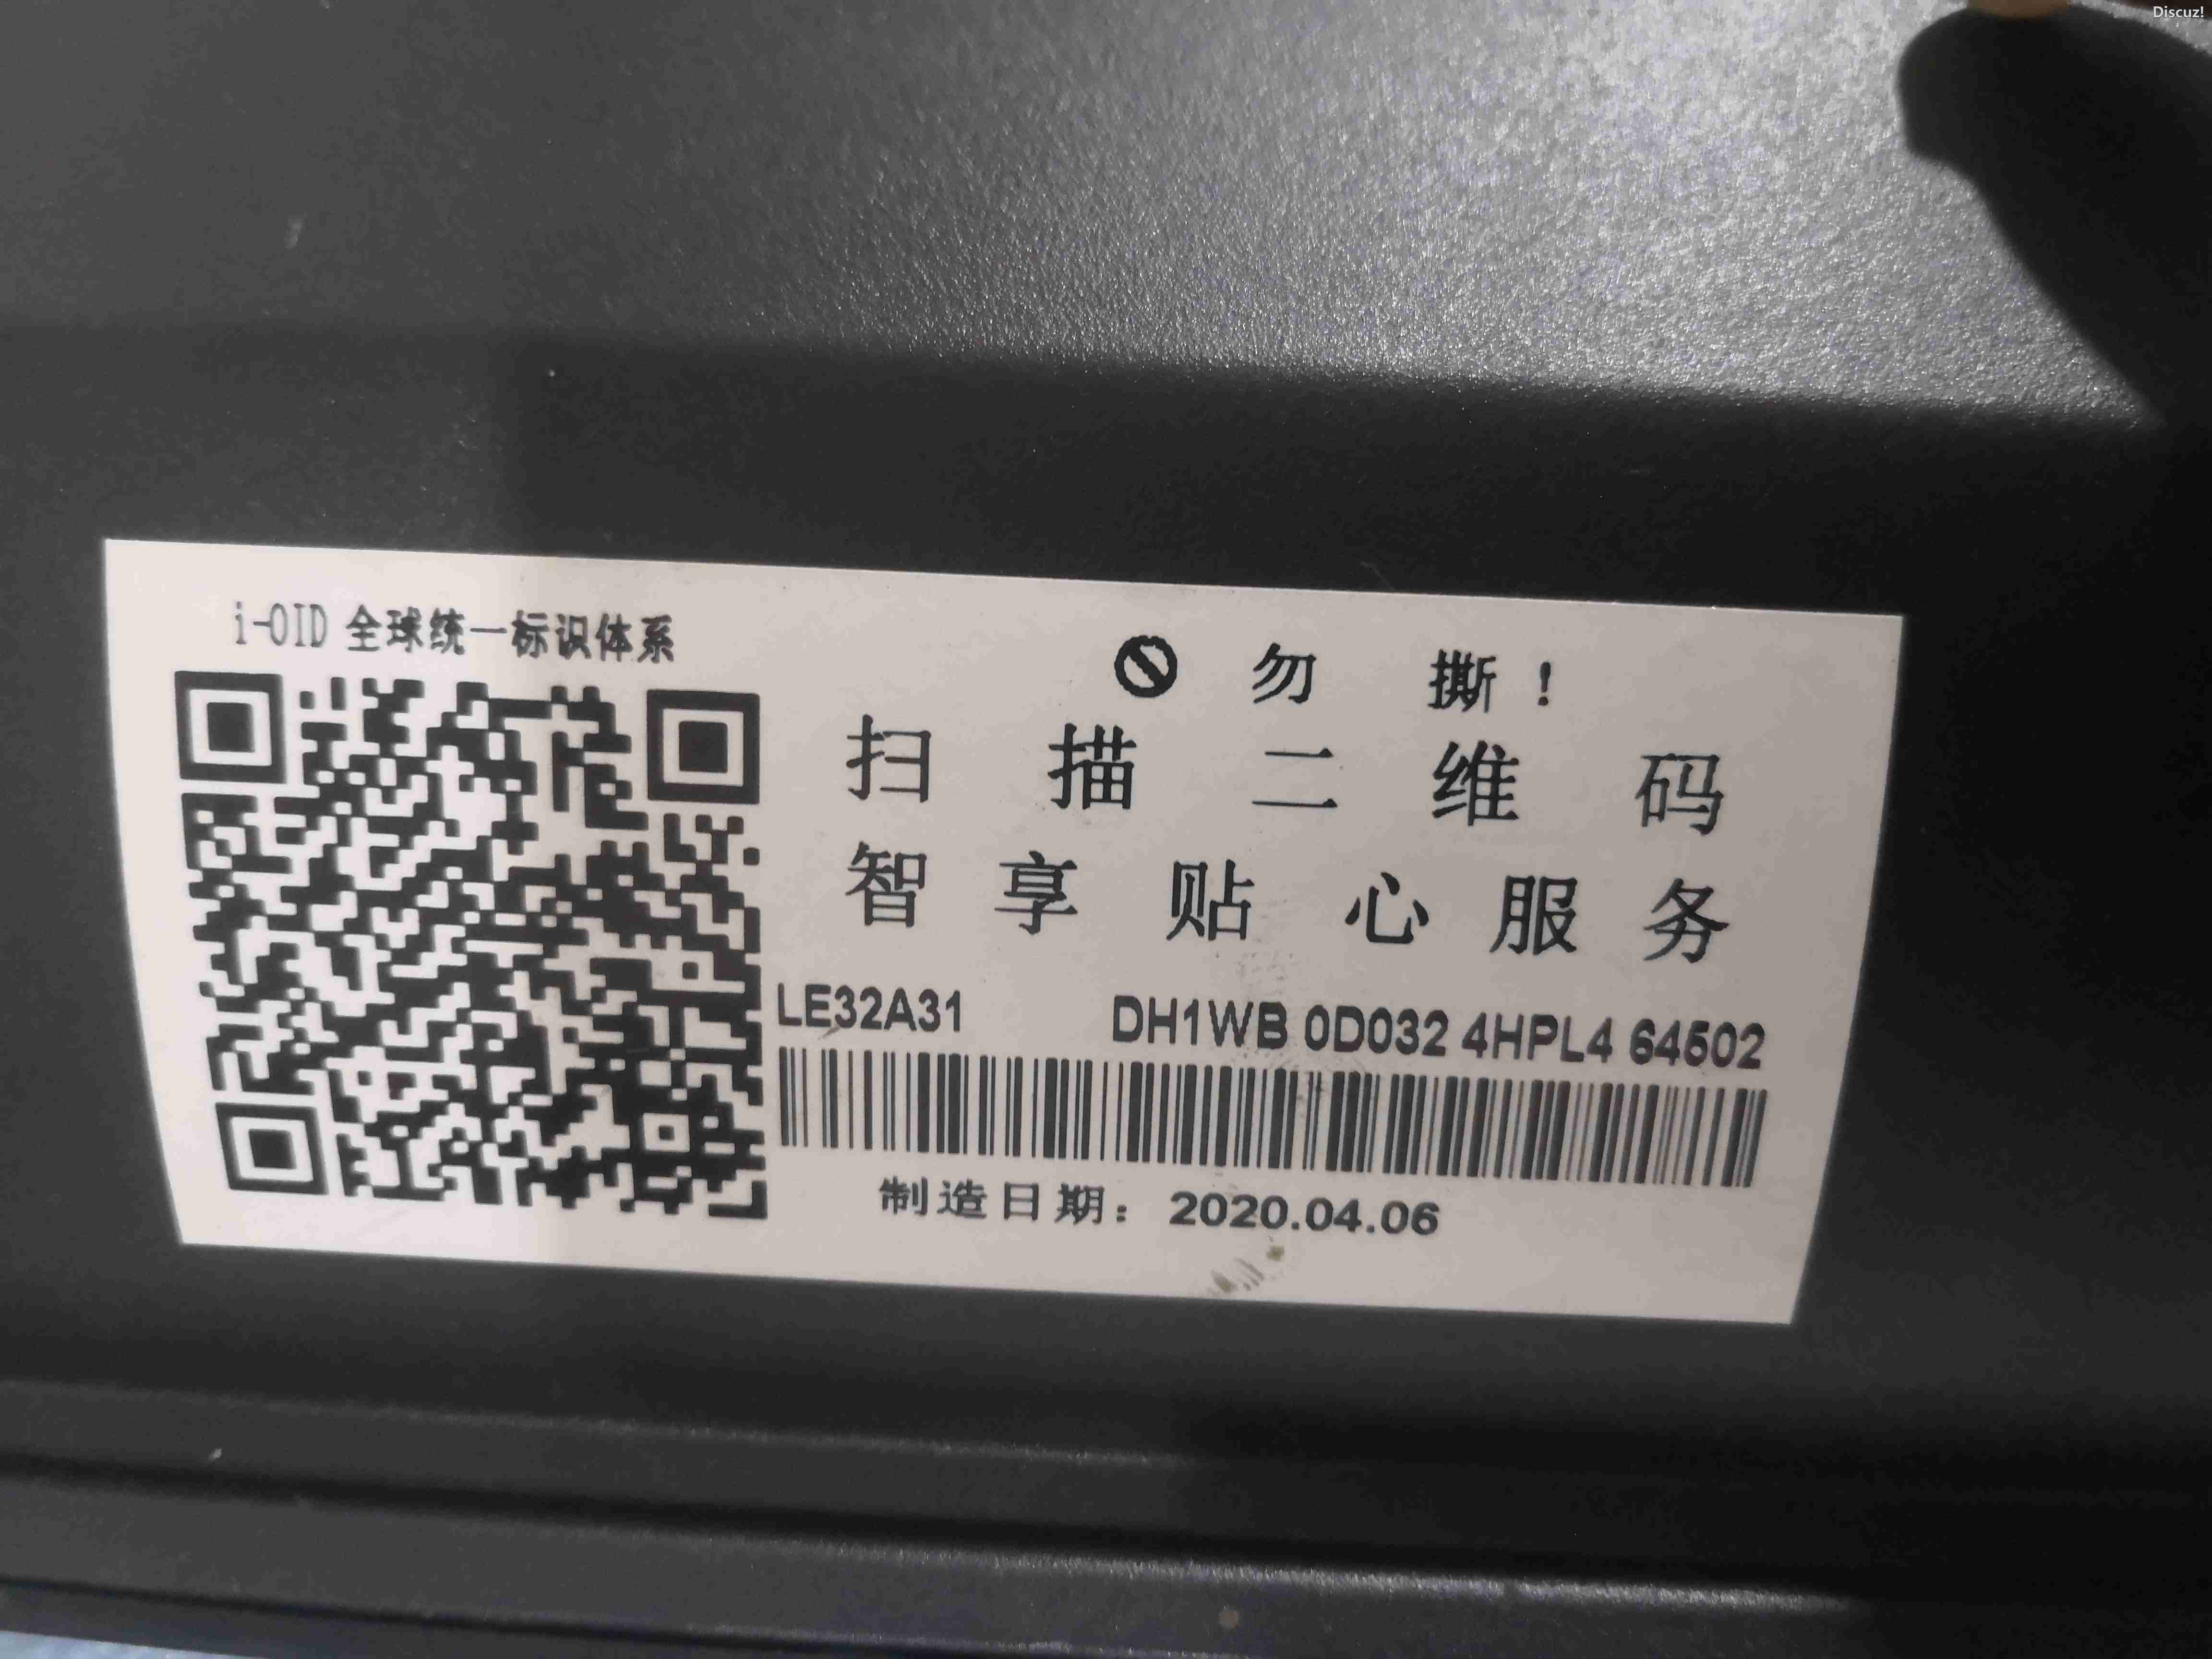 Discuz!
i-OID 全球统一标识体系
勿 撕！
扫 描 二 维 码
智 享 贴 心 服 务
LE32A31 DH1WB 0D032 4HPL4 64502
制造日期：2020.04.06